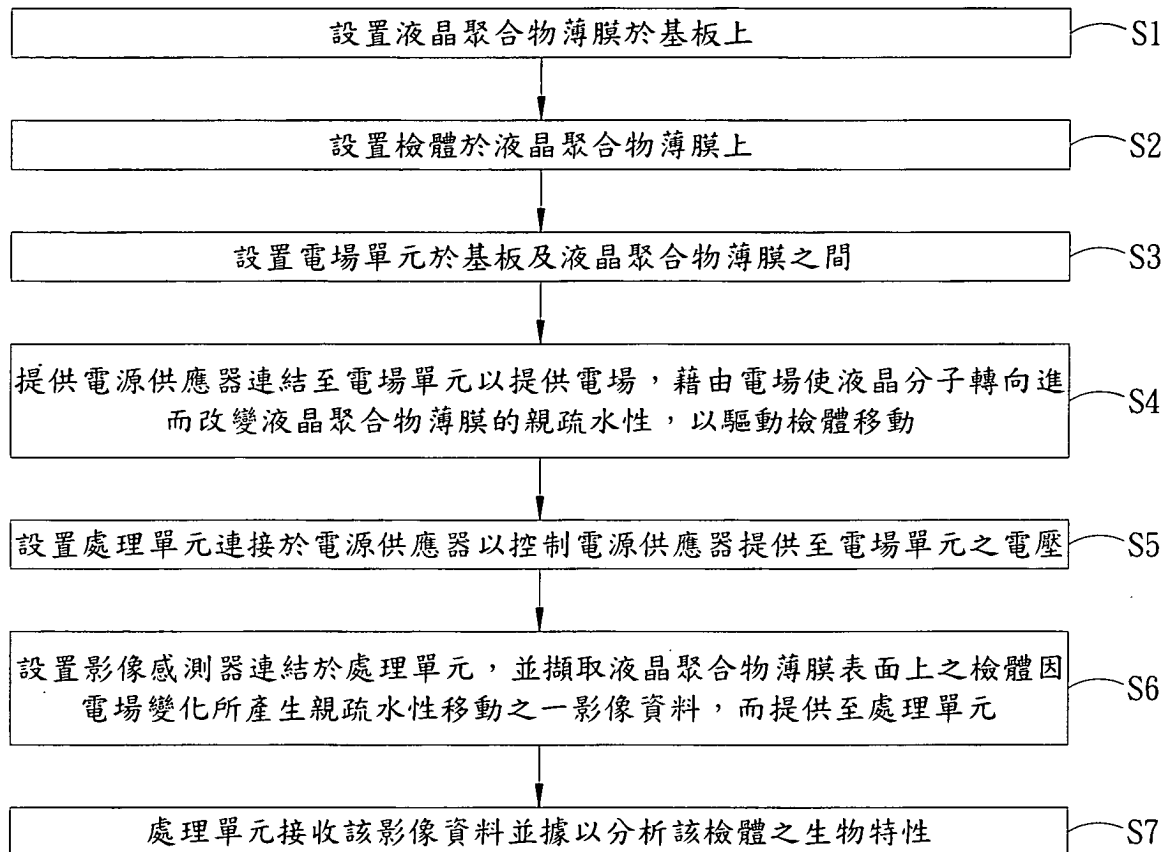 設置液晶聚合物薄膜於基板上
S1
設置檢體於液晶聚合物薄膜上
S2
設置電場單元於基板及液晶聚合物薄膜之間
S3
提供電源供應器連結至電場單元以提供電場，藉由電場使液晶分子轉向進
而改變液晶聚合物薄膜的親疏水性，以驅動檢體移動
S4
設置處理單元連接於電源供應器以控制電源供應器提供至電場單元之電壓
S5
設置影像感測器連結於處理單元，並擷取液晶聚合物薄膜表面上之檢體因
電場變化所產生親疏水性移動之一影像資料，而提供至處理單元
S6
處理單元接收該影像資料並據以分析該檢體之生物特性
S7